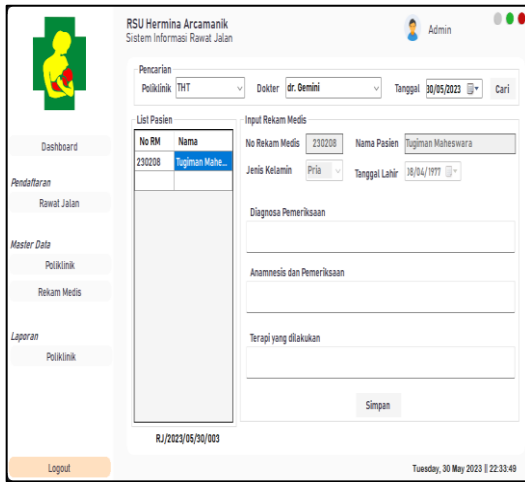 RSU Hermina Arcamanik
Sistem Informasi Rawat Jalan
Admin
Pencarian
Poliklinik THT Dokter dr. Gemini Tanggal 30/05/2023 Cari
List Pasien
No RM Nama
230208 Tugiman Mahe...
Input Rekam Medis
No Rekam Medis 230208 Nama Pasien Tugiman Maheswara
Jenis Kelamin Pria Tanggal Lahir 18/04/1977
Diagnosa Pemeriksaan
Anamnesis dan Pemeriksaan
Terapi yang dilakukan
Simpan
RJ/2023/05/30/003
Dashboard
Pendaftaran
Rawat Jalan
Master Data
Poliklinik
Rekam Medis
Laporan
Poliklinik
Logout
Tuesday, 30 May 2023 || 22:33:49